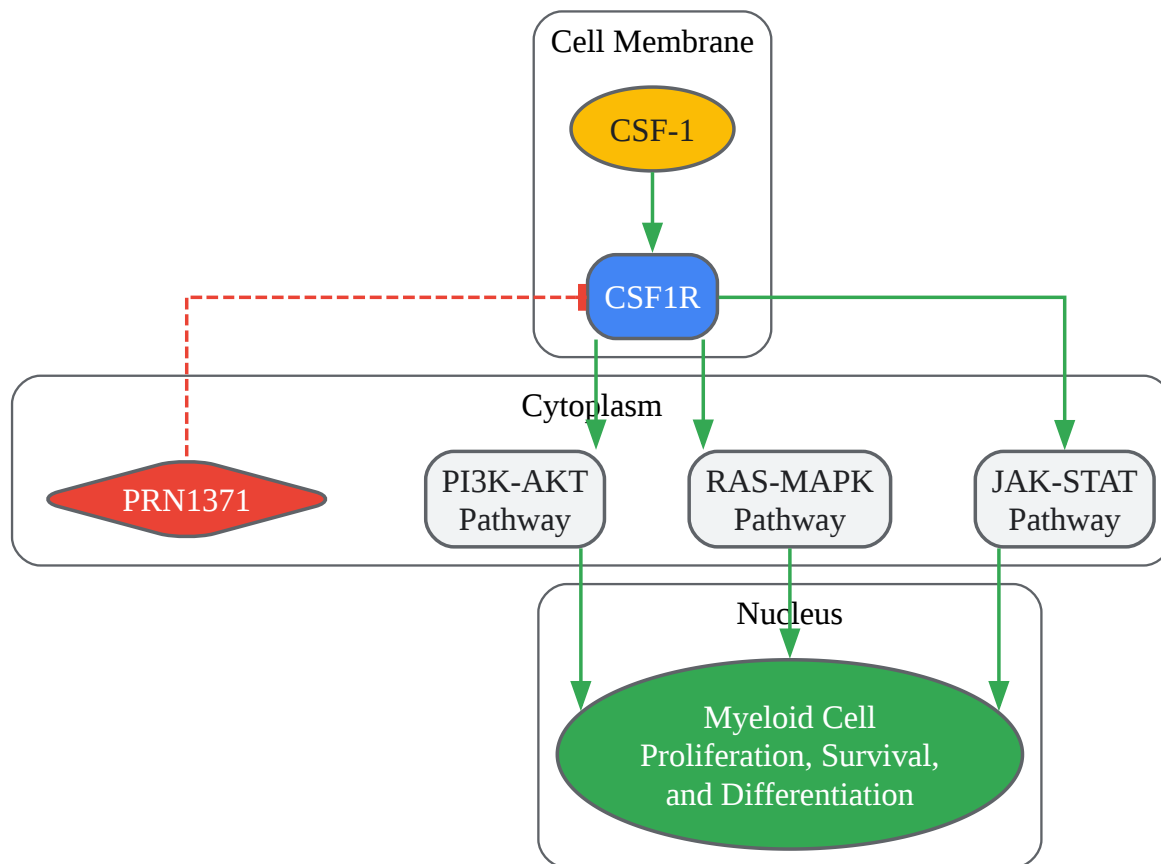 Cell Membrane
CSF-1
CSF1R
Cytoplasm
PRN1371
PI3K-AKT
Pathway
RAS-MAPK
Pathway
JAK-STAT
Pathway
Nucleus
Myeloid Cell
Proliferation, Survival,
and Differentiation